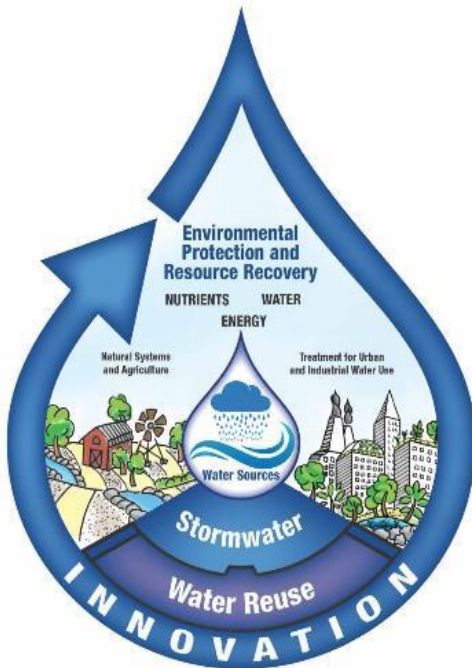 Environmental
Protection and
Resource Recovery
NUTRIENTS WATER
ENERGY
Natural Systems
and Agriculture
Treatment for Urban
and Industrial Water Use
Water Sources
Stormwater
Water Reuse
INNOVATION